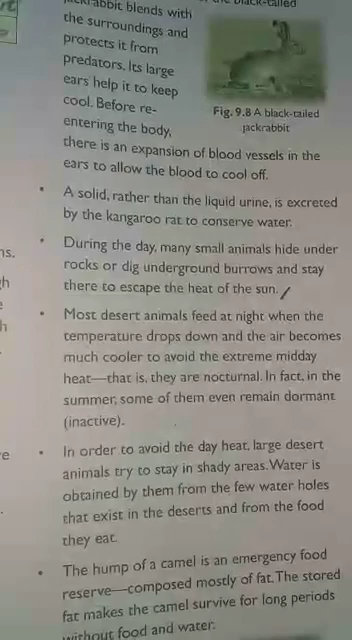 the black-tailed
jackrabbit blends with
the surroundings and
protects it from
predators. Its large
ears help it to keep
cool. Before re-
entering the body,
there is an expansion of blood vessels in the
ears to allow the blood to cool off.
Fig. 9.8 A black-tailed
jackrabbit
• A solid, rather than the liquid urine, is excreted
by the kangaroo rat to conserve water.
• During the day, many small animals hide under
rocks or dig underground burrows and stay
there to escape the heat of the sun.
• Most desert animals feed at night when the
temperature drops down and the air becomes
much cooler to avoid the extreme midday
heat—that is, they are nocturnal. In fact, in the
summer, some of them even remain dormant
(inactive).
• In order to avoid the day heat, large desert
animals try to stay in shady areas. Water is
obtained by them from the few water holes
that exist in the deserts and from the food
they eat.
• The hump of a camel is an emergency food
reserve—composed mostly of fat. The stored
fat makes the camel survive for long periods
without food and water.